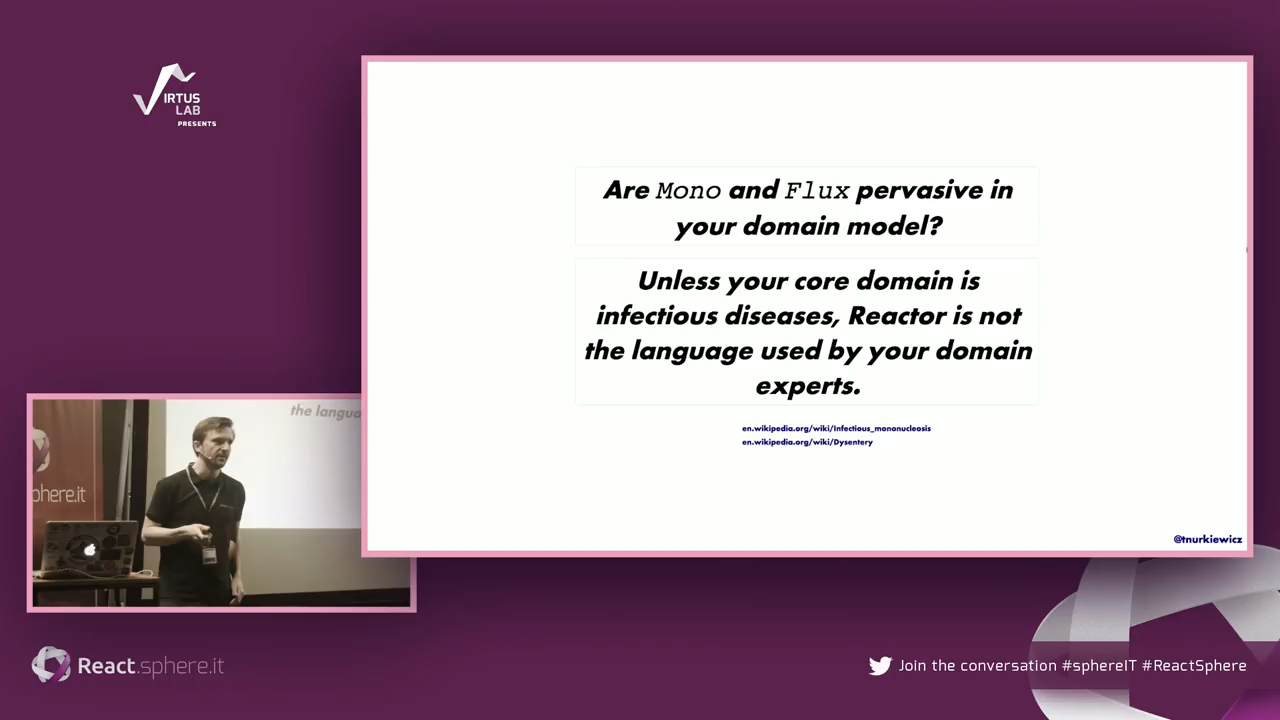 IRTUS
LAB
PRESENTS
Are Mono and Flux pervasive in
your domain model?
Unless your core domain is
infectious diseases, Reactor is not
the language used by your domain
experts.
en.wikipedia.org/wiki/Infectious_mononucleosis
en.wikipedia.org/wiki/Dysentery
@tnurkiewicz
the langua
phere.it
React.sphere.it
Join the conversation #sphereIT #ReactSphere